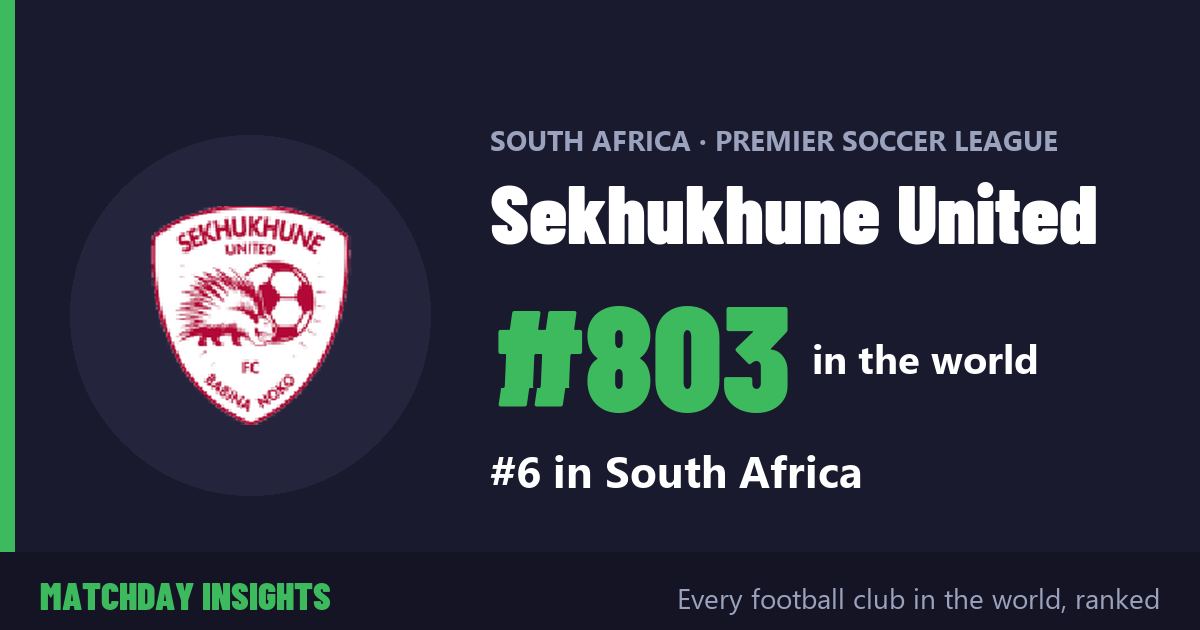 SOUTH AFRICA · PREMIER SOCCER LEAGUE
Sekhukhune United
SEKHUKHUNE
UNITED
FC
BABINA NOKO
#803 in the world
#6 in South Africa
MATCHDAY INSIGHTS
Every football club in the world, ranked